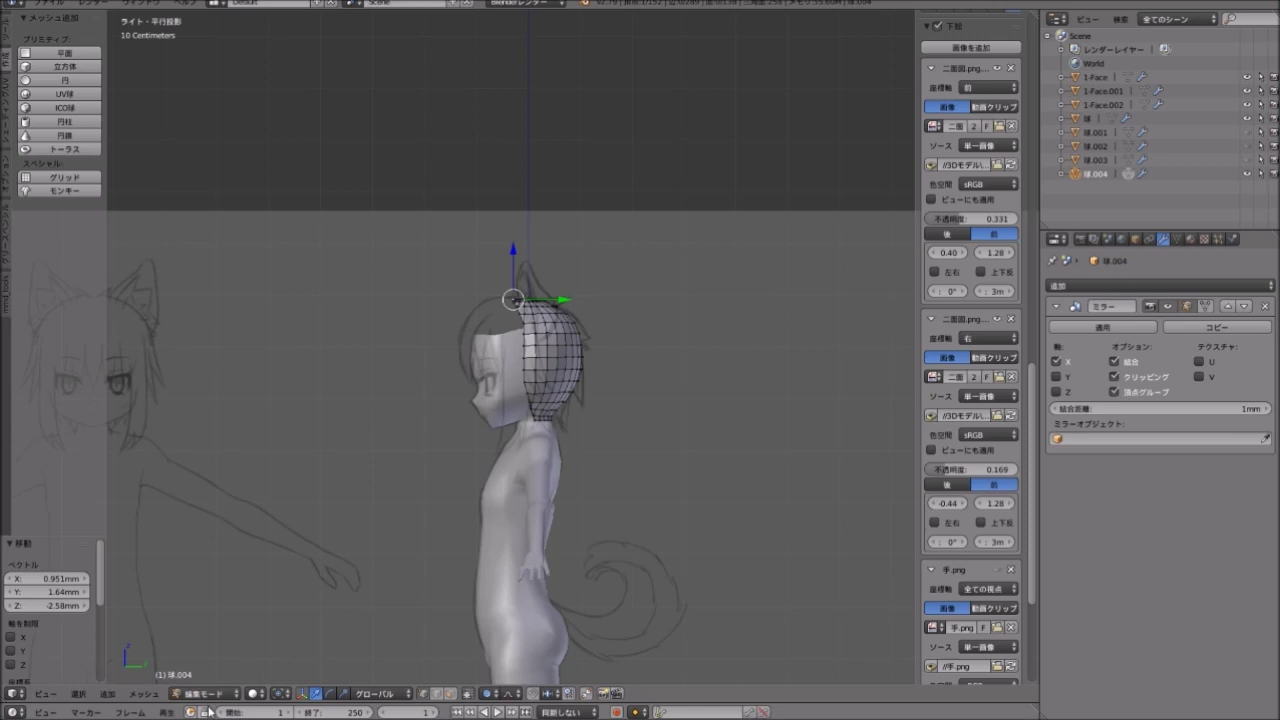 ファイル レンダー ウィンドウ ヘルプ Default Scene Blenderレンダー
メッシュ追加
プリミティブ:
平面
立方体
円
UV球
ICO球
円柱
円錐
トーラス
スペシャル:
グリッド
モンキー
ライト・平行投影
10 Centimeters
移動
ベクトル
X: 0.951mm
Y: 1.64mm
Z: -2.58mm
軸を制限
X
Y
Z
(1) 球.004
下絵
画像を追加
二面図.png...
座標軸 前
画像 動画クリップ
二面 2 F
ソース 単一画像
//3Dモデル\...
色空間 sRGB
ビューにも適用
不透明度: 0.331
後 前
0.40 1.28
左右 上下反
: 0° : 3m
二面図.png...
座標軸 右
画像 動画クリップ
二面 2 F
ソース 単一画像
//3Dモデル\...
色空間 sRGB
ビューにも適用
不透明度: 0.169
後 前
-0.44 1.28
左右 上下反
: 0° : 3m
手.png
座標軸 全ての視点
画像 動画クリップ
手.png F
ソース 単一画像
//手.png
ビュー 検索 全てのシーン
Scene
レンダーレイヤー
World
1-Face
1-Face.001
1-Face.002
球
球.001
球.002
球.003
球.004
球.004
追加
ミラー
適用 コピー
軸: オプション: テクスチャ:
X 結合 U
Y クリッピング V
Z 頂点グループ
結合距離: 1mm
ミラーオブジェクト:
ビュー 選択 追加 メッシュ 編集モード グローバル
ビュー マーカー フレーム 再生 開始: 1 終了: 250 1 同期しない